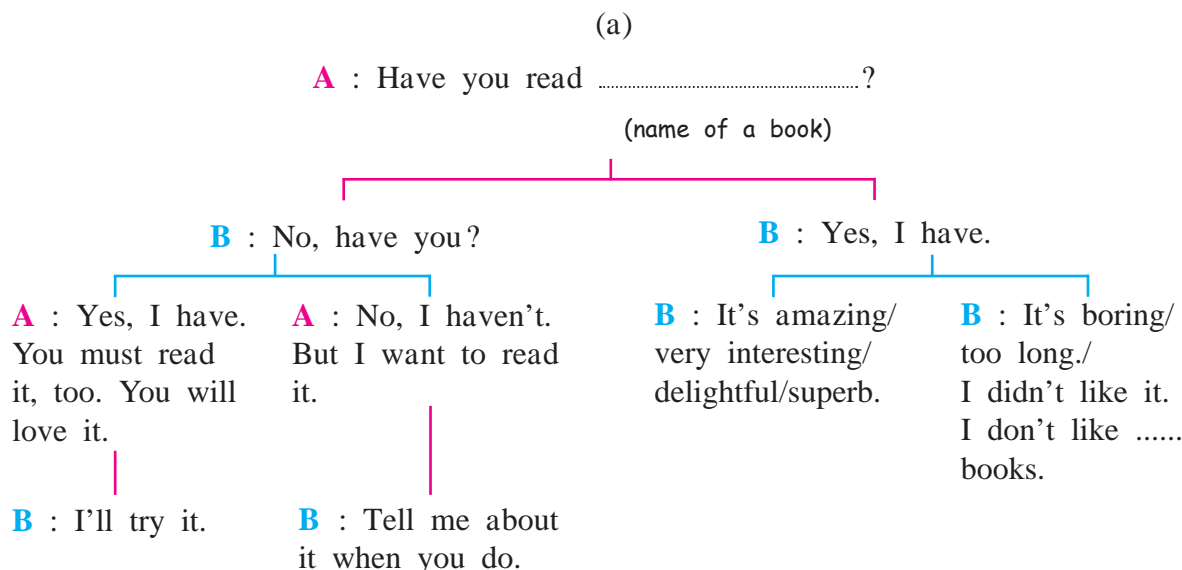 (a)
A : Have you read ..............................................?
(name of a book)
B : No, have you?
B : Yes, I have.
A : Yes, I have.
You must read
it, too. You will
love it.
A : No, I haven't.
But I want to read
it.
B : It's amazing/
very interesting/
delightful/superb.
B : It's boring/
too long./
I didn't like it.
I don't like ......
books.
B : I'll try it.
B : Tell me about
it when you do.